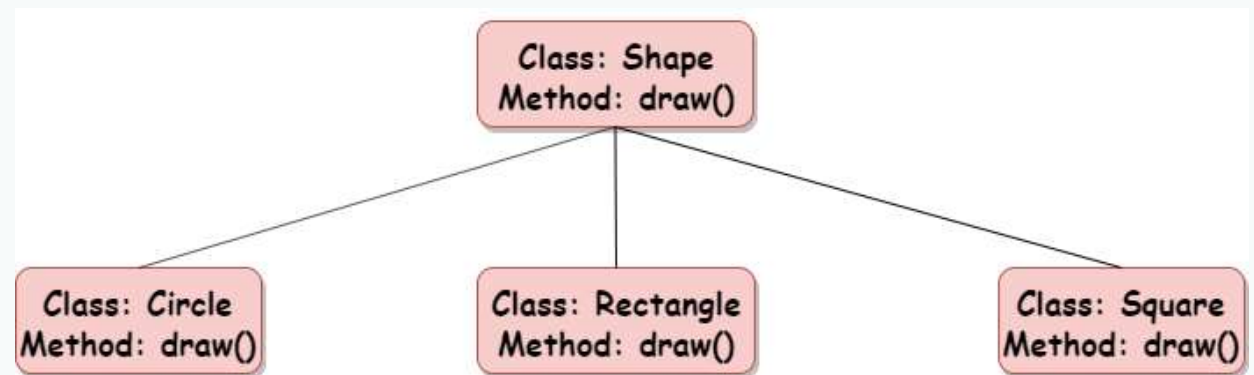 Class: Shape
Method: draw()
Class: Circle
Method: draw()
Class: Rectangle
Method: draw()
Class: Square
Method: draw()